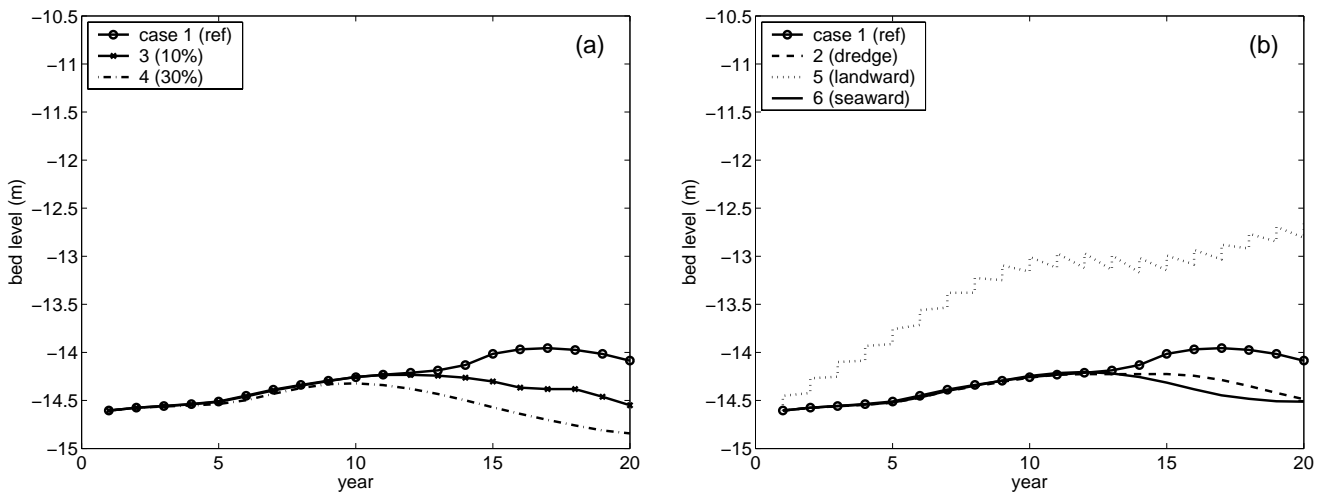 −10.5
−11
−11.5
−12
−12.5
−13
−13.5
−14
−14.5
−15
0 5 10 15 20
year
bed level (m)
case 1 (ref)
3 (10%)
4 (30%)
(a)
−10.5
−11
−11.5
−12
−12.5
−13
−13.5
−14
−14.5
−15
0 5 10 15 20
year
bed level (m)
case 1 (ref)
2 (dredge)
5 (landward)
6 (seaward)
(b)